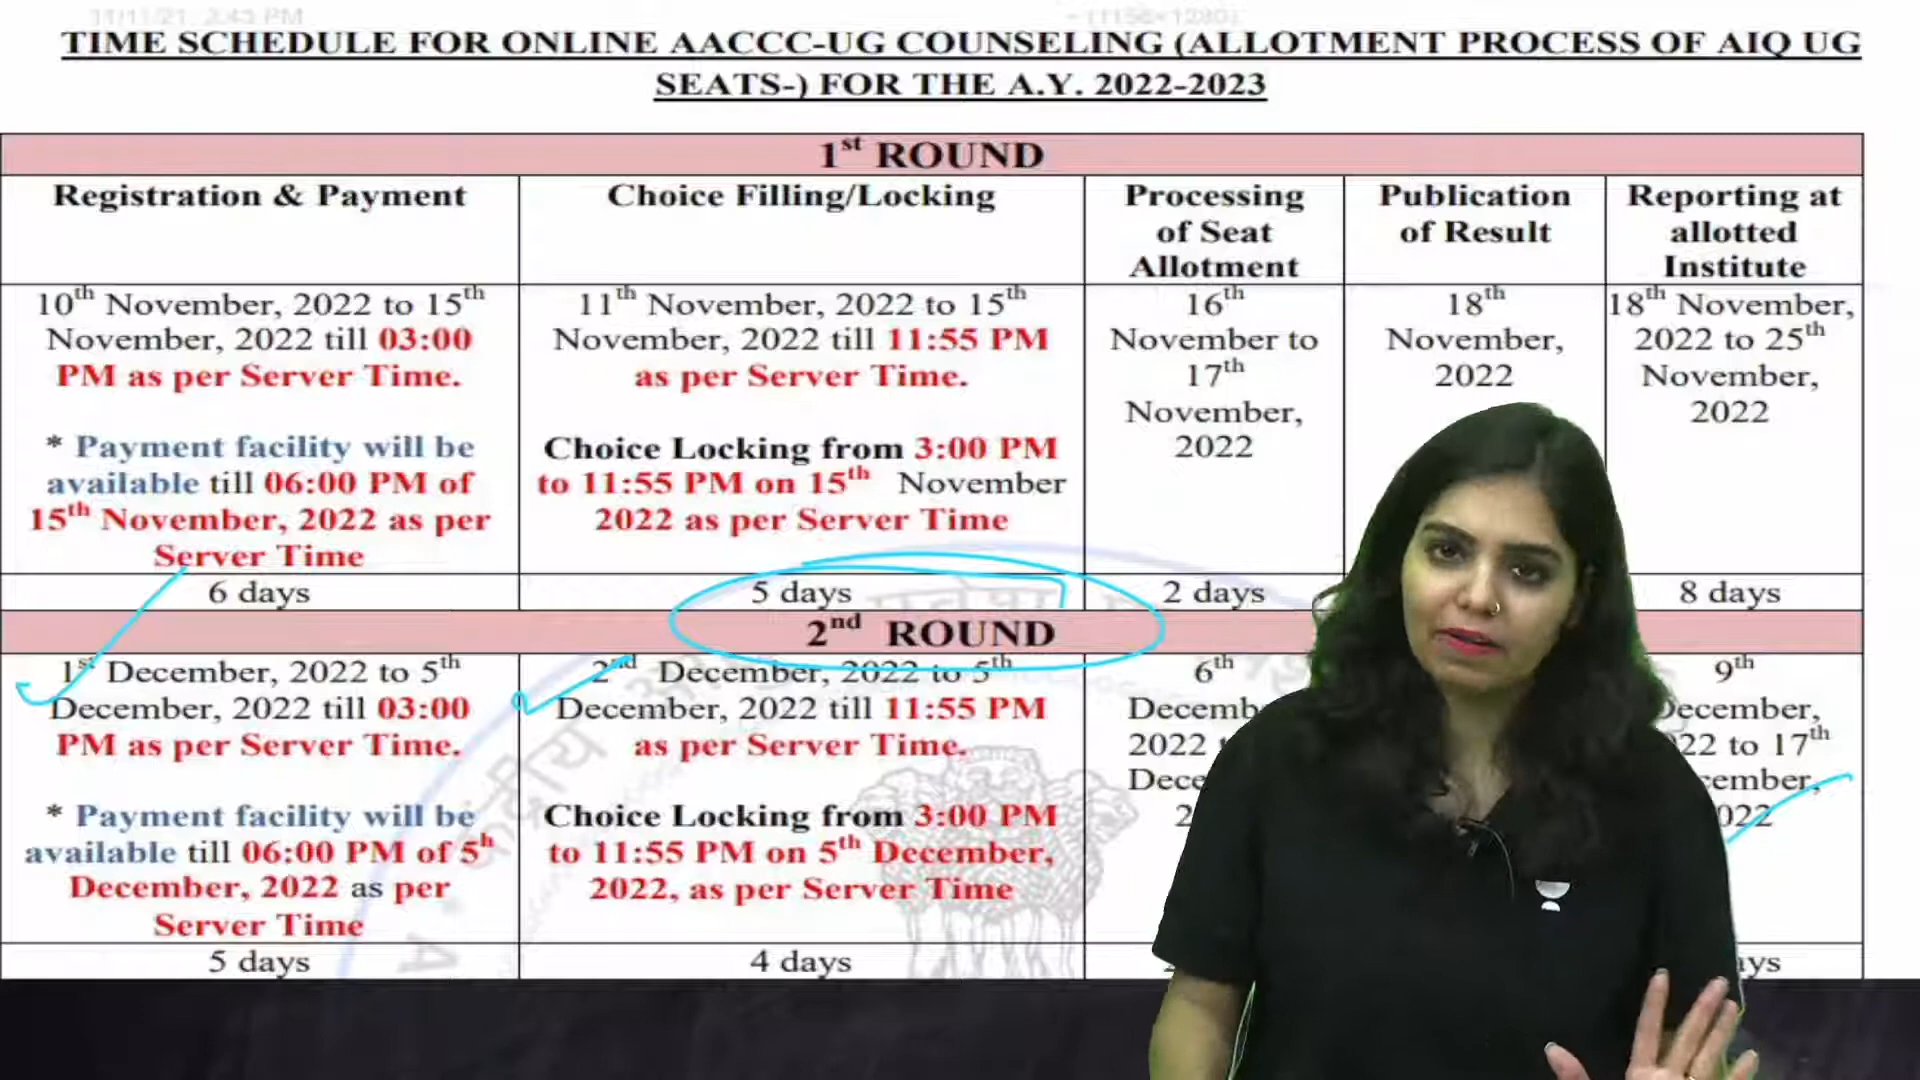 TIME SCHEDULE FOR ONLINE AACCC-UG COUNSELING (ALLOTMENT PROCESS OF AIQ UG
SEATS-) FOR THE A.Y. 2022-2023
1st ROUND
Registration & Payment
Choice Filling/Locking
Processing
of Seat
Allotment
Publication
of Result
Reporting at
allotted
Institute
10th November, 2022 to 15th
November, 2022 till 03:00
PM as per Server Time.
* Payment facility will be
available till 06:00 PM of
15th November, 2022 as per
Server Time
11th November, 2022 to 15th
November, 2022 till 11:55 PM
as per Server Time.
Choice Locking from 3:00 PM
to 11:55 PM on 15th November
2022 as per Server Time
16th
November to
17th
November,
2022
18th
November,
2022
18th November,
2022 to 25th
November,
2022
6 days
5 days
2 days
8 days
2nd ROUND
1st December, 2022 to 5th
December, 2022 till 03:00
PM as per Server Time.
* Payment facility will be
available till 06:00 PM of 5h
December, 2022 as per
Server Time
2nd December, 2022 to 5th
December, 2022 till 11:55 PM
as per Server Time.
Choice Locking from 3:00 PM
to 11:55 PM on 5th December,
2022, as per Server Time
6th
2022
9th
December,
to 17th
5 days
4 days